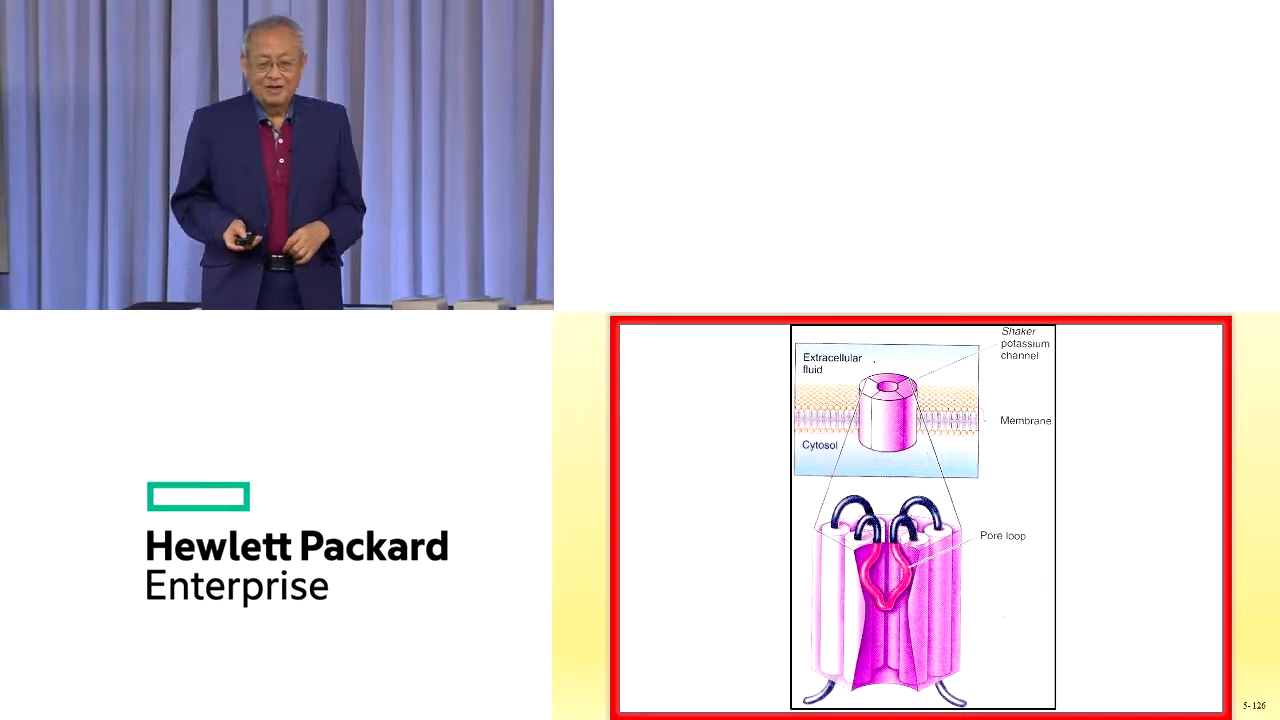 Shaker
potassium
channel
Extracellular
fluid
Membrane
Cytosol
Pore loop
Hewlett Packard
Enterprise
5-126